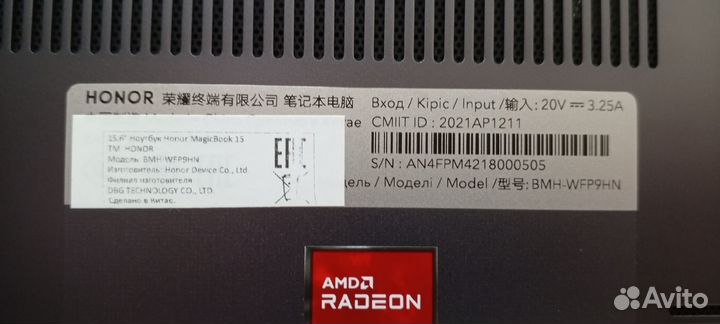 HONOR 荣耀终端有限公司 笔记本电脑
Вход / Kipic / Input /输入: 20V ⎓ 3.25A
CMIIT ID : 2021AP1211
15.6" Ноутбук Honor MagicBook 15
ТМ HONOR
Модель: BMH-WFP9HN
Изготовитель: Honor Device Co., Ltd
Филиал изготовителя
DBG TECHNOLOGY CO., LTD.
Сделано в Китае.
EAC
S/N : AN4FPM4218000505
дель / Моделі / Model /型号: BMH-WFP9HN
AMD
RADEON
Avito